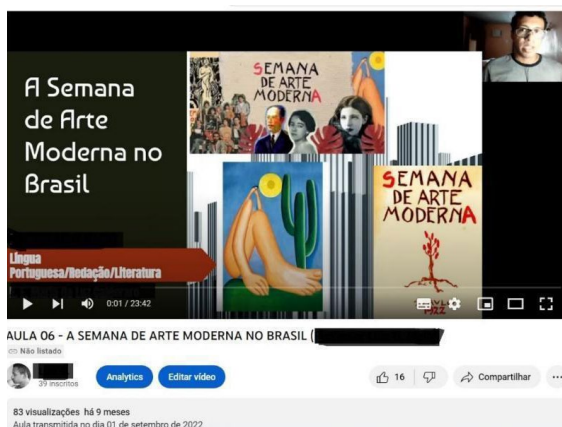 A Semana
de Arte
Moderna no
Brasil
SEMANA
DE ARTE
MODERNA
SEMANA
DE ARTE
MODERNA
1922
Língua
Portuguesa/Redação/Literatura
0:01 / 23:42
AULA 06 - A SEMANA DE ARTE MODERNA NO BRASIL (
Não listado
39 inscritos
Analytics
Editar vídeo
16
Compartilhar
83 visualizações há 9 meses
Aula transmitida no dia 01 de setembro de 2022